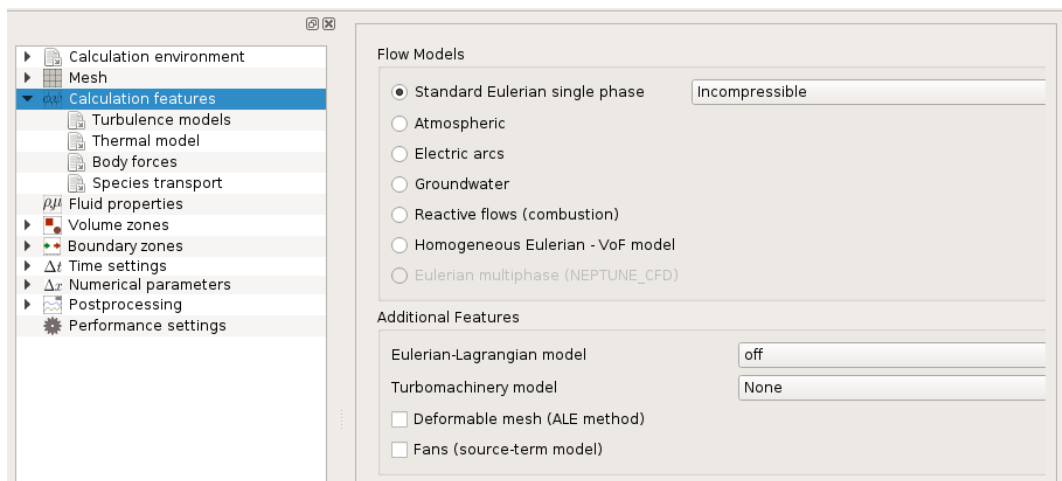 Calculation environment
Mesh
Calculation features
Turbulence models
Thermal model
Body forces
Species transport
ρμ Fluid properties
Volume zones
Boundary zones
Δt Time settings
Δx Numerical parameters
Postprocessing
Performance settings
Flow Models
Standard Eulerian single phase Incompressible
Atmospheric
Electric arcs
Groundwater
Reactive flows (combustion)
Homogeneous Eulerian - VoF model
Eulerian multiphase (NEPTUNE_CFD)
Additional Features
Eulerian-Lagrangian model off
Turbomachinery model None
Deformable mesh (ALE method)
Fans (source-term model)